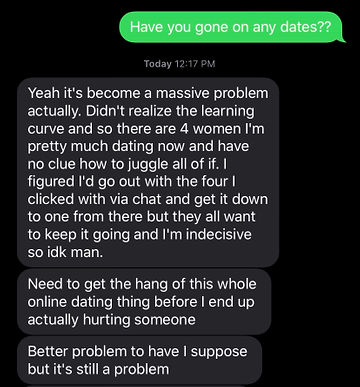 Have you gone on any dates??
Today 12:17 PM
Yeah it's become a massive problem
actually. Didn't realize the learning
curve and so there are 4 women I'm
pretty much dating now and have
no clue how to juggle all of if. I
figured I'd go out with the four I
clicked with via chat and get it down
to one from there but they all want
to keep it going and I'm indecisive
so idk man.
Need to get the hang of this whole
online dating thing before I end up
actually hurting someone
Better problem to have I suppose
but it's still a problem